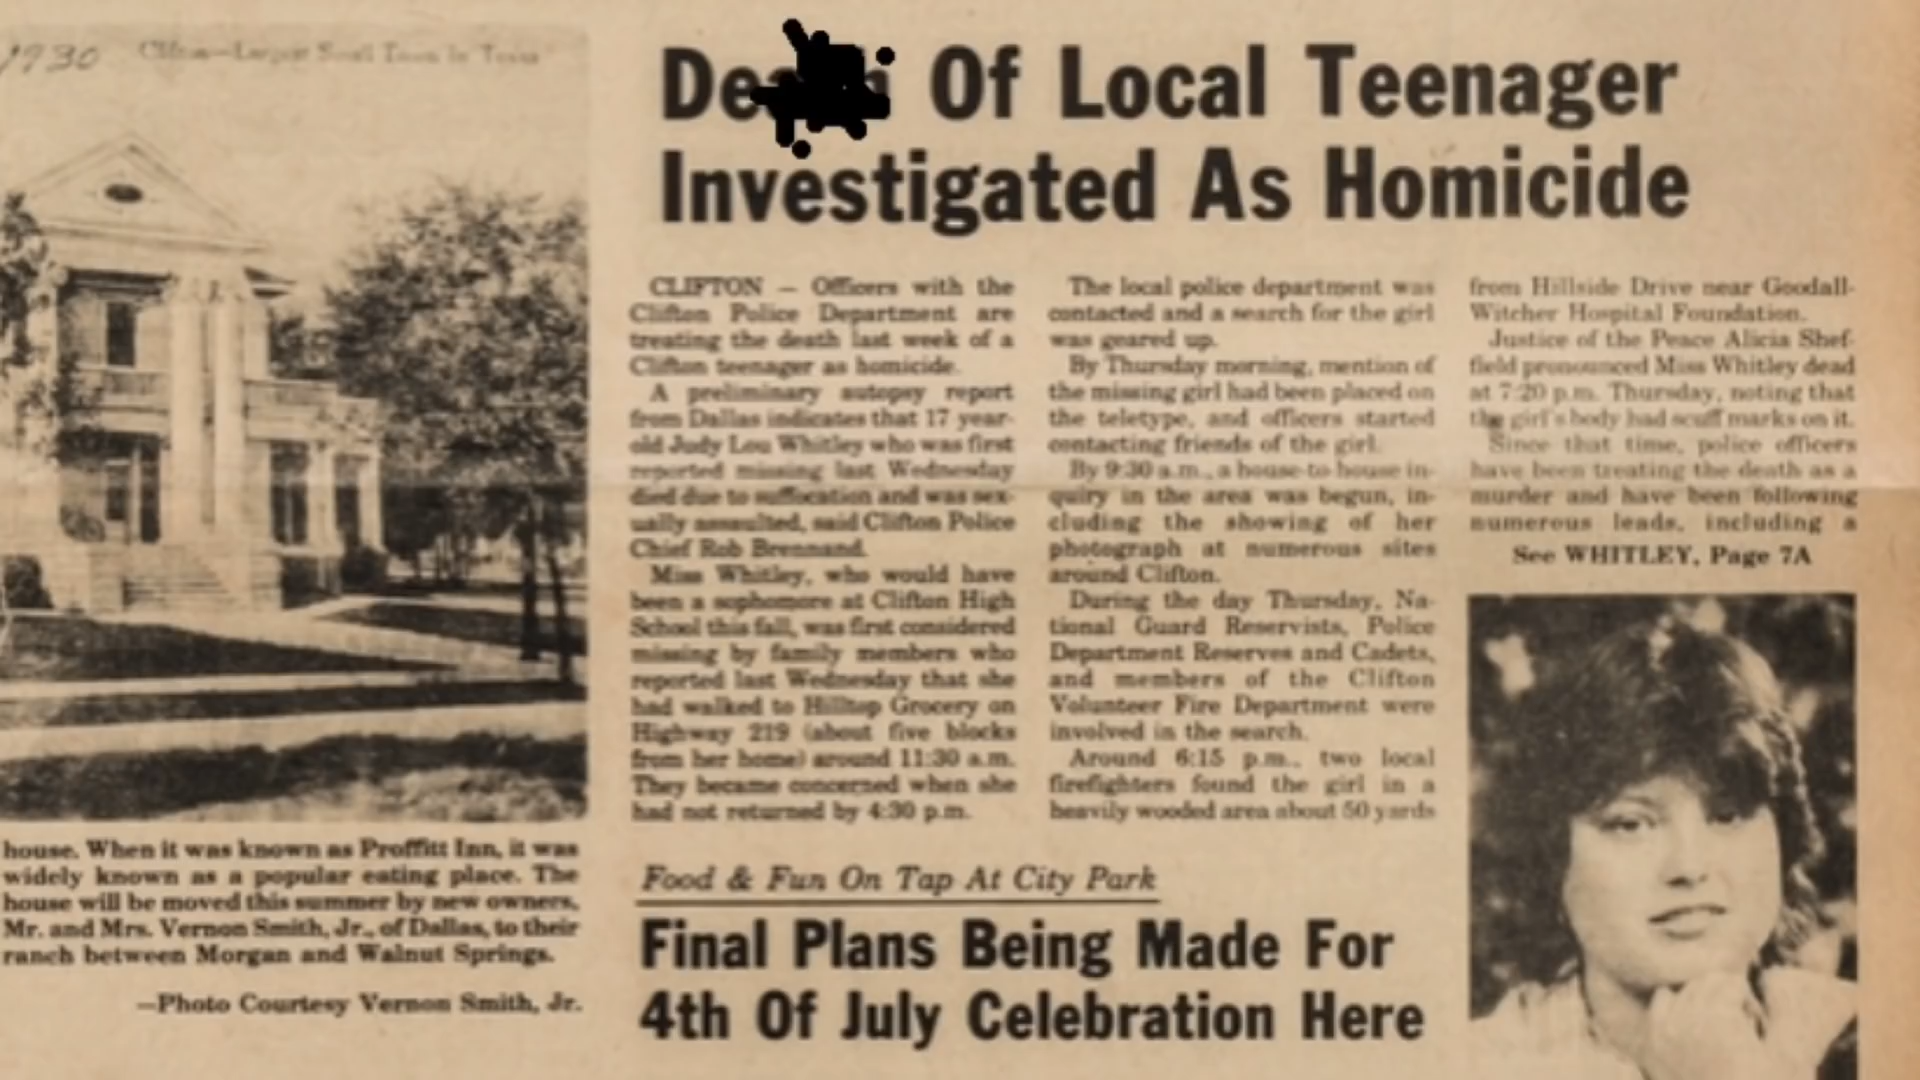 1930
Clifton—Largest Small Town in Texas
house. When it was known as Proffitt Inn, it was
widely known as a popular eating place. The
house will be moved this summer by new owners,
Mr. and Mrs. Vernon Smith, Jr., of Dallas, to their
ranch between Morgan and Walnut Springs.
—Photo Courtesy Vernon Smith, Jr.
Of Local Teenager
Investigated As Homicide
CLIFTON — Officers with the
Clifton Police Department are
treating the death last week of a
Clifton teenager as homicide.
A preliminary autopsy report
from Dallas indicates that 17 year-
old Judy Lou Whitley who was first
reported missing last Wednesday
died due to suffocation and was sex-
ually assaulted, said Clifton Police
Chief Rob Brennand.
Miss Whitley, who would have
been a sophomore at Clifton High
School this fall, was first considered
missing by family members who
reported last Wednesday that she
had walked to Hilltop Grocery on
Highway 219 (about five blocks
from her home) around 11:30 a.m.
They became concerned when she
had not returned by 4:30 p.m.
The local police department was
contacted and a search for the girl
was geared up.
By Thursday morning, mention of
the missing girl had been placed on
the teletype, and officers started
contacting friends of the girl.
By 9:30 a.m., a house-to-house in-
quiry in the area was begun, in-
cluding the showing of her
photograph at numerous sites
around Clifton.
During the day Thursday, Na-
tional Guard Reservists, Police
Department Reserves and Cadets,
and members of the Clifton
Volunteer Fire Department were
involved in the search.
Around 6:15 p.m., two local
firefighters found the girl in a
heavily wooded area about 50 yards
from Hillside Drive near Goodall-
Witcher Hospital Foundation.
Justice of the Peace Alicia Shef-
field pronounced Miss Whitley dead
at 7:20 p.m. Thursday, noting that
the girl's body had scuff marks on it.
Since that time, police officers
have been treating the death as a
murder and have been following
numerous leads, including a
See WHITLEY, Page 7A
Food & Fun On Tap At City Park
Final Plans Being Made For
4th Of July Celebration Here